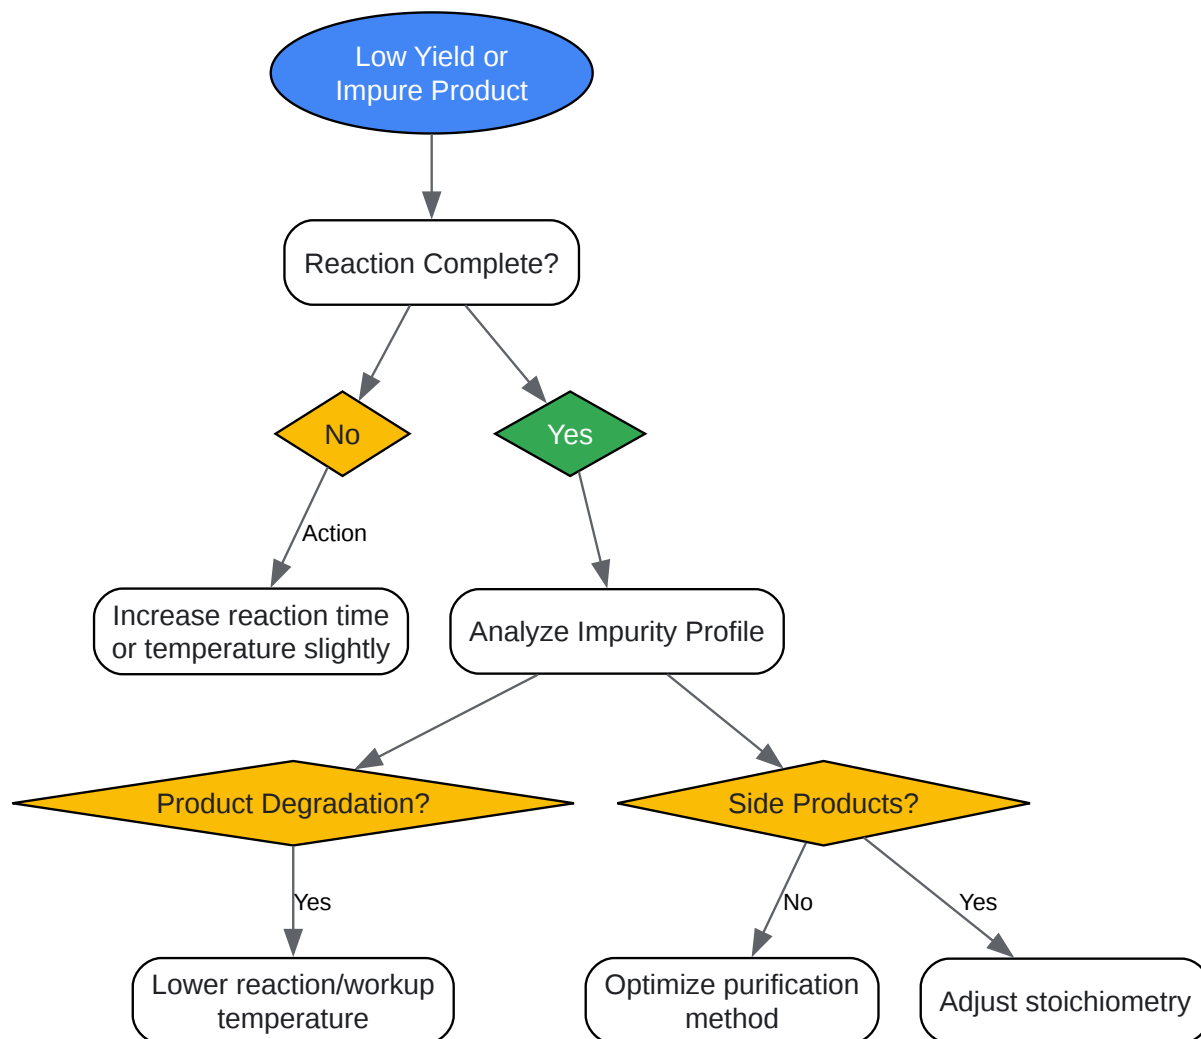 Low Yield or
Impure Product
Reaction Complete?
No
Yes
Action
Increase reaction time
or temperature slightly
Analyze Impurity Profile
Product Degradation?
Side Products?
Yes
No
Yes
Lower reaction/workup
temperature
Optimize purification
method
Adjust stoichiometry